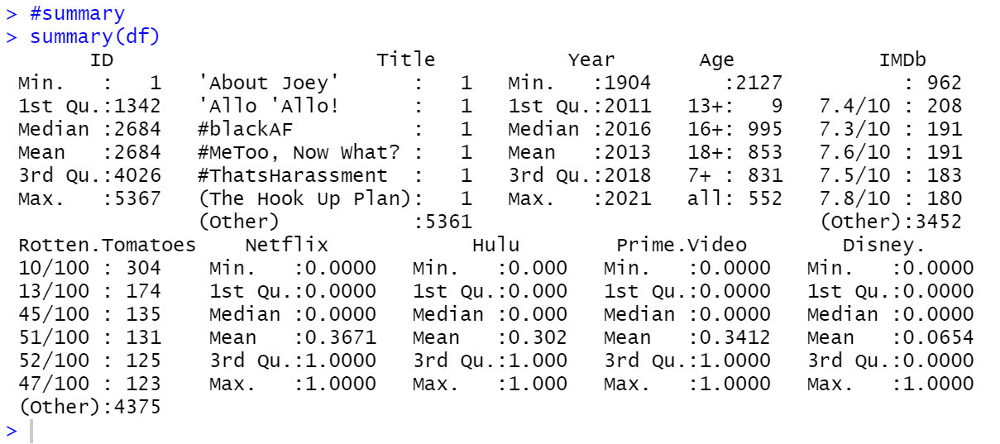 > #summary
> summary(df)
      ID                      Title           Year       Age            IMDb
 Min.   :   1   'About Joey'      :   1   Min.   :1904      :2127          : 962
 1st Qu.:1342   'Allo 'Allo!      :   1   1st Qu.:2011   13+:   9   7.4/10 : 208
 Median :2684   #blackAF          :   1   Median :2016   16+: 995   7.3/10 : 191
 Mean   :2684   #MeToo, Now What? :   1   Mean   :2013   18+: 853   7.6/10 : 191
 3rd Qu.:4026   #ThatsHarassment  :   1   3rd Qu.:2018   7+ : 831   7.5/10 : 183
 Max.   :5367   (The Hook Up Plan):   1   Max.   :2021   all: 552   7.8/10 : 180
                (Other)           :5361                             (Other):3452
 Rotten.Tomatoes    Netflix           Hulu        Prime.Video        Disney.
 10/100 : 304    Min.   :0.0000   Min.   :0.000   Min.   :0.0000   Min.   :0.0000
 13/100 : 174    1st Qu.:0.0000   1st Qu.:0.000   1st Qu.:0.0000   1st Qu.:0.0000
 45/100 : 135    Median :0.0000   Median :0.000   Median :0.0000   Median :0.0000
 51/100 : 131    Mean   :0.3671   Mean   :0.302   Mean   :0.3412   Mean   :0.0654
 52/100 : 125    3rd Qu.:1.0000   3rd Qu.:1.000   3rd Qu.:1.0000   3rd Qu.:0.0000
 47/100 : 123    Max.   :1.0000   Max.   :1.000   Max.   :1.0000   Max.   :1.0000
 (Other):4375
>